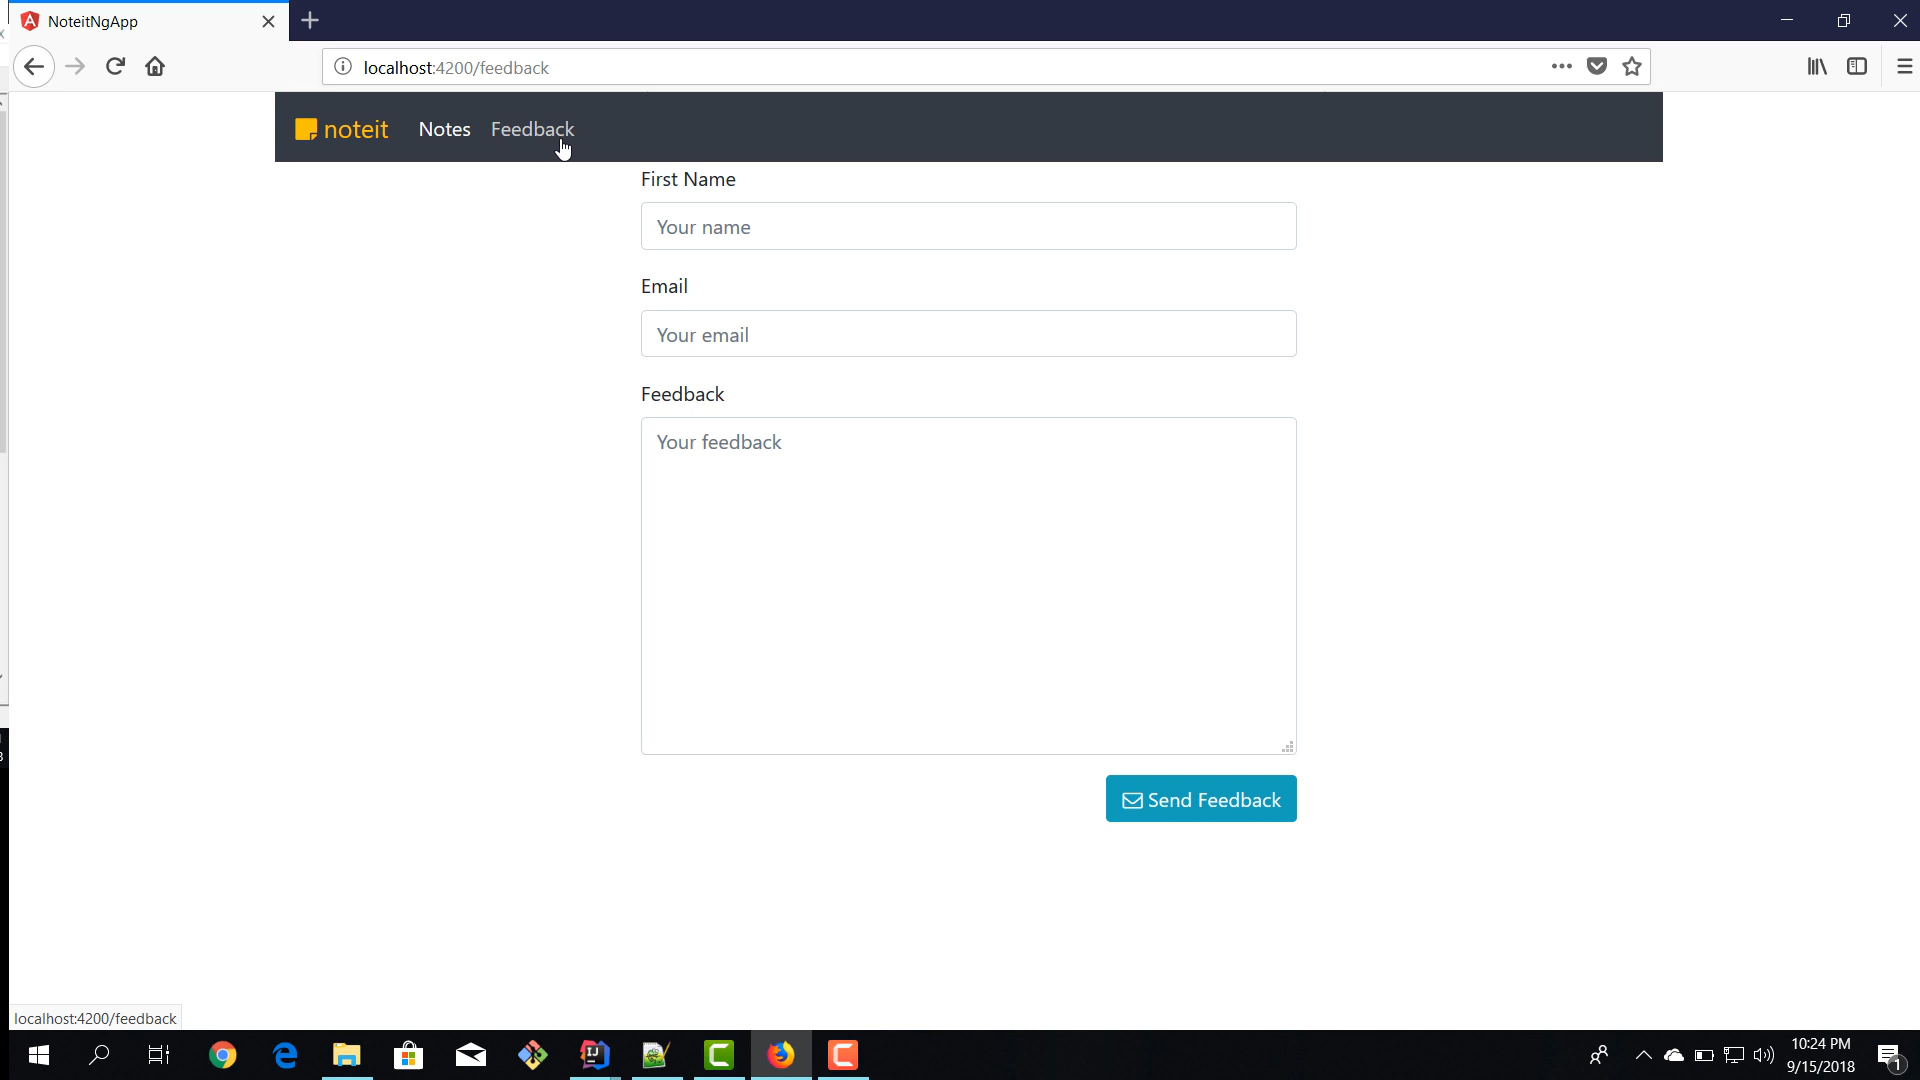 NoteitNgApp
localhost:4200/feedback
noteit Notes Feedback
First Name
Your name
Email
Your email
Feedback
Your feedback
Send Feedback
localhost:4200/feedback
10:24 PM
9/15/2018
1